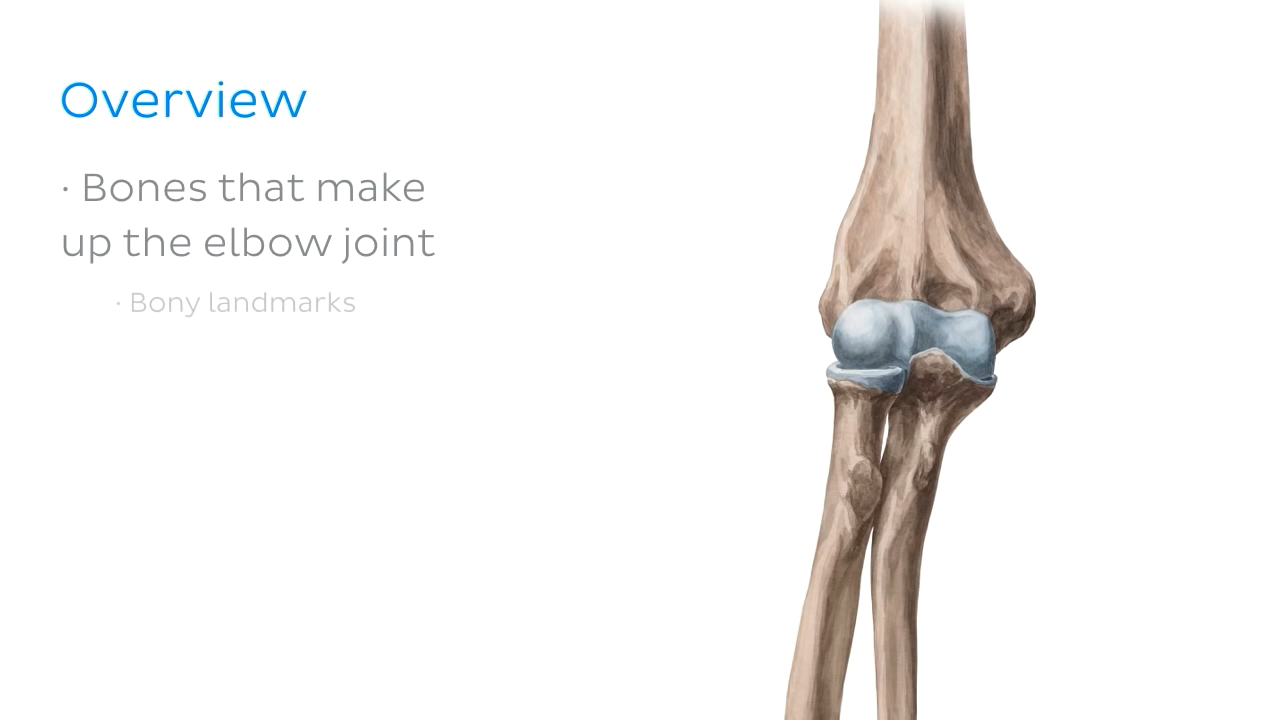 Overview
· Bones that make
up the elbow joint
· Bony landmarks